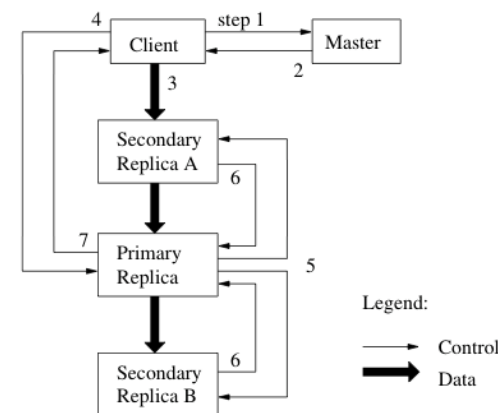 4
step 1
Client
Master
2
3
Secondary
Replica A
6
7
Primary
Replica
5
Legend:
Control
6
Secondary
Replica B
Data